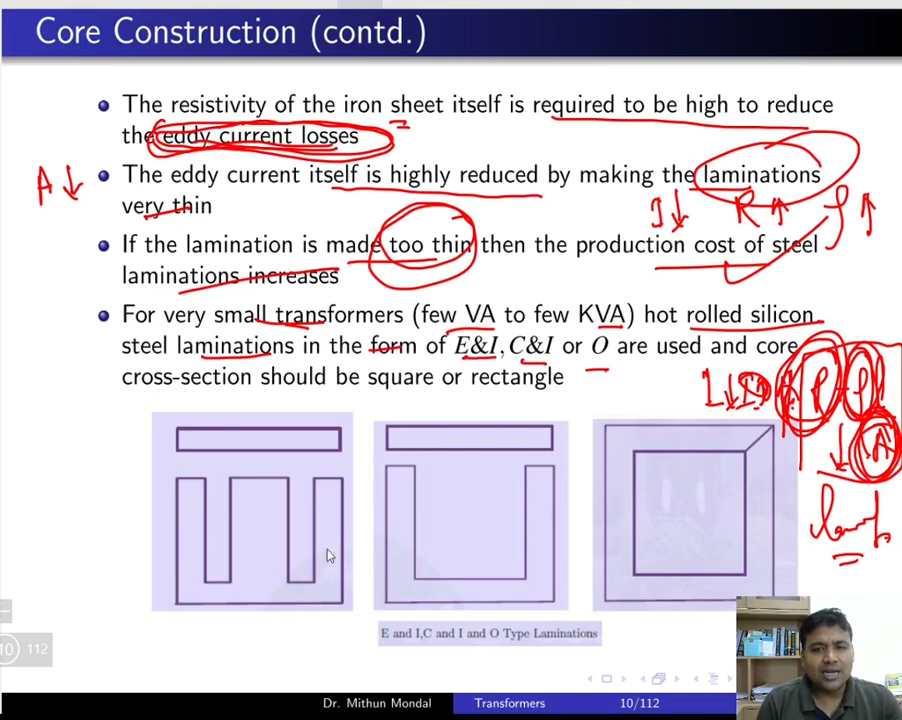 Core Construction (contd.)
The resistivity of the iron sheet itself is required to be high to reduce
the eddy current losses
The eddy current itself is highly reduced by making the laminations
very thin
A↓
I↓ R↑ ρ↑
If the lamination is made too thin then the production cost of steel
laminations increases
For very small transformers (few VA to few KVA) hot rolled silicon
steel laminations in the form of E&I, C&I or O are used and core
cross-section should be square or rectangle
E and I,C and I and O Type Laminations
10 112
Dr. Mithun Mondal Transformers 10/112